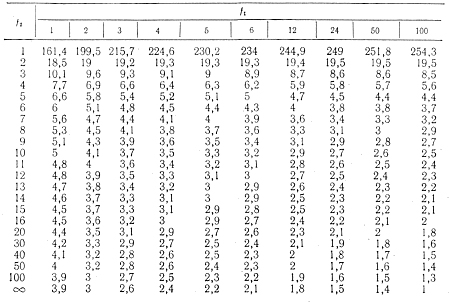 f₂ f₁
1 2 3 4 5 6 12 24 50 100
1 161,4 199,5 215,7 224,6 230,2 234 244,9 249 251,8 254,3
2 18,5 19 19,2 19,3 19,3 19,3 19,4 19,5 19,5 19,5
3 10,1 9,6 9,3 9,1 9 8,9 8,7 8,6 8,6 8,5
4 7,7 6,9 6,6 6,4 6,3 6,2 5,9 5,8 5,7 5,6
5 6,6 5,8 5,4 5,2 5,1 5 4,7 4,5 4,4 4,4
6 6 5,1 4,8 4,5 4,4 4,3 4 3,8 3,8 3,7
7 5,6 4,7 4,4 4,1 4 3,9 3,6 3,4 3,3 3,2
8 5,3 4,5 4,1 3,8 3,7 3,6 3,3 3,1 3 2,9
9 5,1 4,3 3,9 3,6 3,5 3,4 3,1 2,9 2,8 2,7
10 5 4,1 3,7 3,5 3,3 3,2 2,9 2,7 2,6 2,5
11 4,8 4 3,6 3,4 3,2 3,1 2,8 2,6 2,5 2,4
12 4,8 3,9 3,5 3,3 3,1 3 2,7 2,5 2,4 2,3
13 4,7 3,8 3,4 3,2 3 2,9 2,6 2,4 2,3 2,2
14 4,6 3,7 3,3 3,1 3 2,9 2,5 2,3 2,2 2,1
15 4,5 3,7 3,3 3,1 2,9 2,8 2,5 2,3 2,2 2,1
16 4,5 3,6 3,2 3 2,9 2,7 2,4 2,2 2,1 2
20 4,4 3,5 3,1 2,9 2,7 2,6 2,3 2,1 2 1,8
30 4,2 3,3 2,9 2,7 2,5 2,4 2,1 1,9 1,8 1,6
40 4,1 3,2 2,8 2,6 2,4 2,3 2 1,8 1,7 1,5
50 4 3,2 2,8 2,6 2,4 2,3 2 1,7 1,6 1,4
100 3,9 3 2,7 2,5 2,3 2,2 1,9 1,6 1,5 1,3
∞ 3,9 3 2,6 2,4 2,2 2,1 1,8 1,5 1,4 1